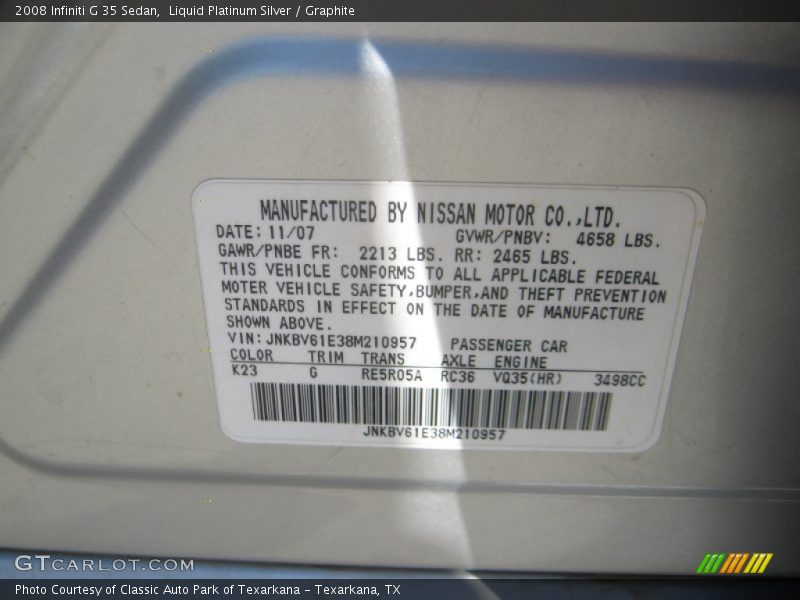 2008 Infiniti G 35 Sedan,  Liquid Platinum Silver / Graphite
MANUFACTURED BY NISSAN MOTOR CO.,LTD.
DATE: 11/07 GVWR/PNBV: 4658 LBS.
GAWR/PNBE FR: 2213 LBS. RR: 2465 LBS.
THIS VEHICLE CONFORMS TO ALL APPLICABLE FEDERAL
MOTER VEHICLE SAFETY,BUMPER,AND THEFT PREVENTION
STANDARDS IN EFFECT ON THE DATE OF MANUFACTURE
SHOWN ABOVE.
VIN: JNKBV61E38M210957 PASSENGER CAR
COLOR TRIM TRANS AXLE ENGINE
K23 G RE5R05A RC36 VQ35(HR) 3498CC
JNKBV61E38M210957
GTCARLOT.COM
Photo Courtesy of Classic Auto Park of Texarkana - Texarkana, TX